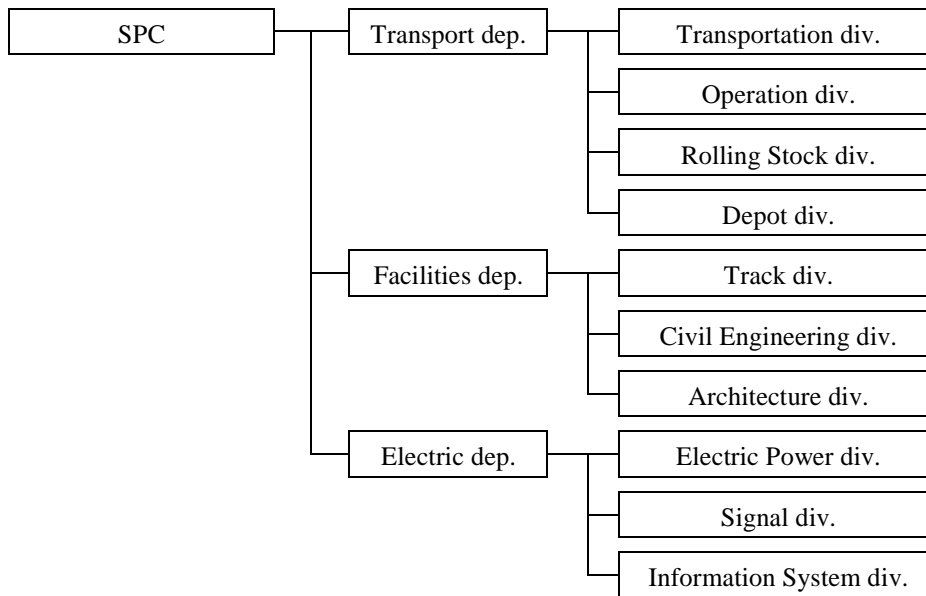 SPC
Transport dep.
Transportation div.
Operation div.
Rolling Stock div.
Depot div.
Facilities dep.
Track div.
Civil Engineering div.
Architecture div.
Electric dep.
Electric Power div.
Signal div.
Information System div.